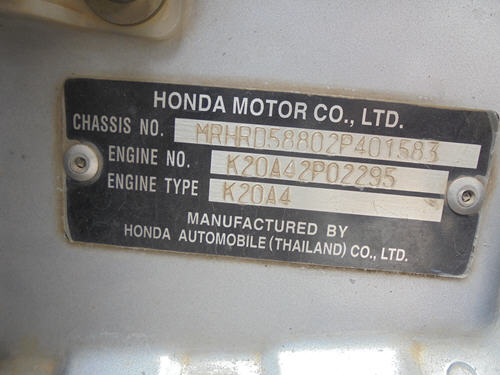 HONDA MOTOR CO., LTD.
CHASSIS NO. MRHRD58802P401583
ENGINE NO. K20A42P02295
ENGINE TYPE K20A4
MANUFACTURED BY
HONDA AUTOMOBILE (THAILAND) CO., LTD.